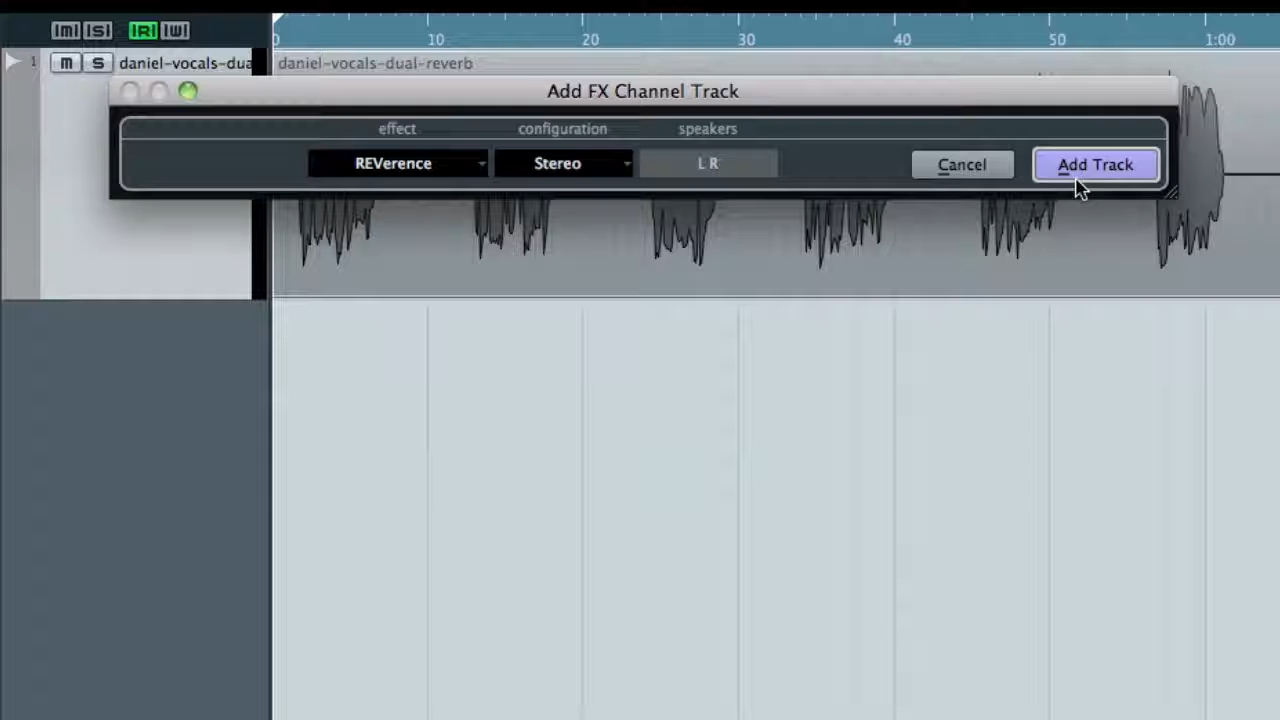 M S R W
0 10 20 30 40 50 1:00
1 M S daniel-vocals-dua daniel-vocals-dual-reverb
Add FX Channel Track
effect configuration speakers
REVerence Stereo L R Cancel Add Track